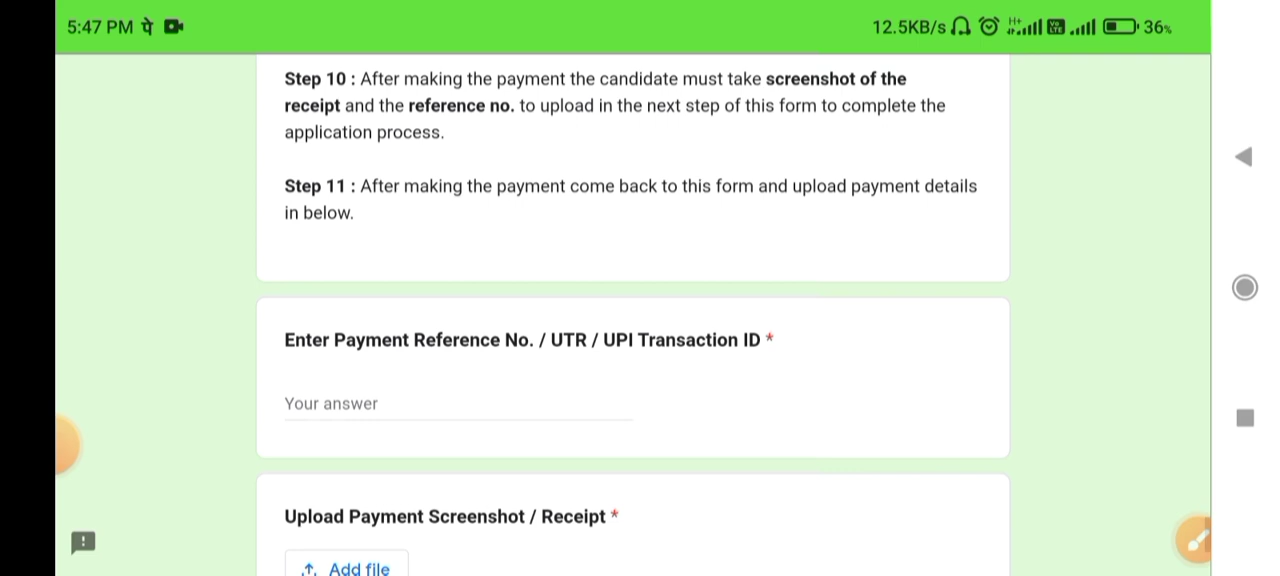 5:47 PM पे 12.5KB/s H+ Vo LTE 36%
Step 10 : After making the payment the candidate must take screenshot of the
receipt and the reference no. to upload in the next step of this form to complete the
application process.
Step 11 : After making the payment come back to this form and upload payment details
in below.
Enter Payment Reference No. / UTR / UPI Transaction ID *
Your answer
Upload Payment Screenshot / Receipt *
Add file